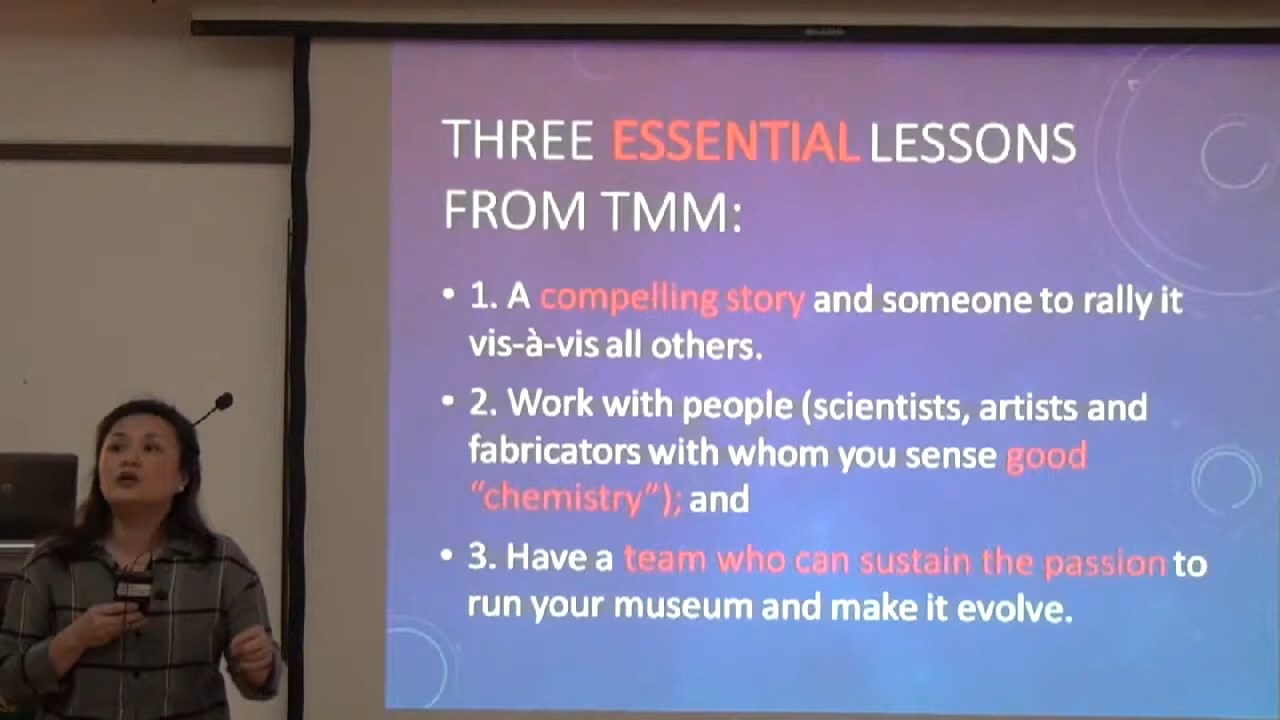 THREE ESSENTIAL LESSONS
FROM TMM:
• 1. A compelling story and someone to rally it
vis-à-vis all others.
• 2. Work with people (scientists, artists and
fabricators with whom you sense good
“chemistry”); and
• 3. Have a team who can sustain the passion to
run your museum and make it evolve.